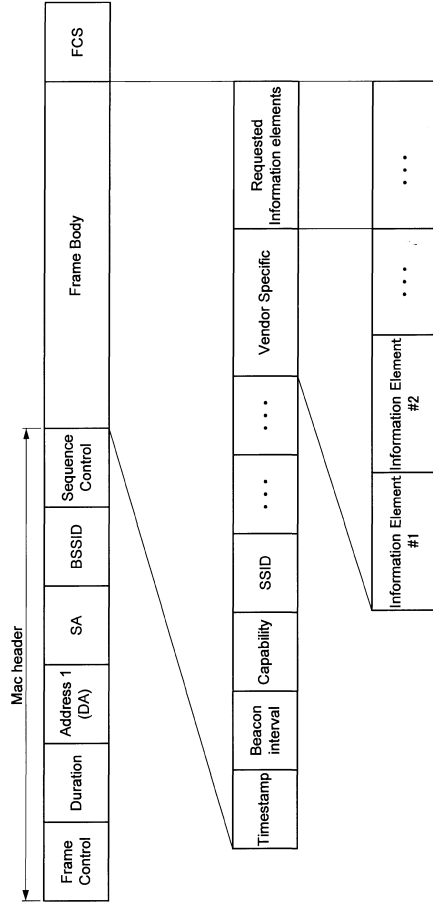 Mac header
Frame
Control
Duration
Address 1
(DA)
SA
BSSID
Sequence
Control
Frame Body
FCS
Timestamp
Beacon
interval
Capability
SSID
• • •
• • •
Vendor Specific
Requested
Information elements
Information Element
#1
Information Element
#2
• • •
• • •